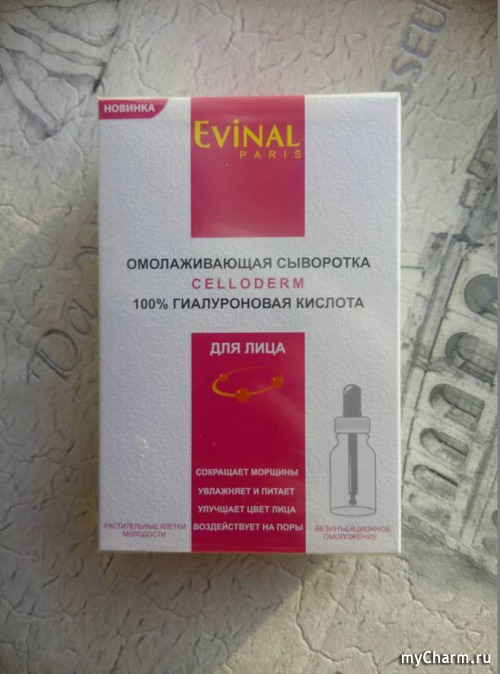 НОВИНКА
EVINAL
PARIS
ОМОЛАЖИВАЮЩАЯ СЫВОРОТКА
CELLODERM
100% ГИАЛУРОНОВАЯ КИСЛОТА
ДЛЯ ЛИЦА
СОКРАЩАЕТ МОРЩИНЫ
УВЛАЖНЯЕТ И ПИТАЕТ
УЛУЧШАЕТ ЦВЕТ ЛИЦА
ВОЗДЕЙСТВУЕТ НА ПОРЫ
РАСТИТЕЛЬНЫЕ КЛЕТКИ
МОЛОДОСТИ
БЕЗИНЪЕКЦИОННОЕ
ОМОЛОЖЕНИЕ
myCharm.ru